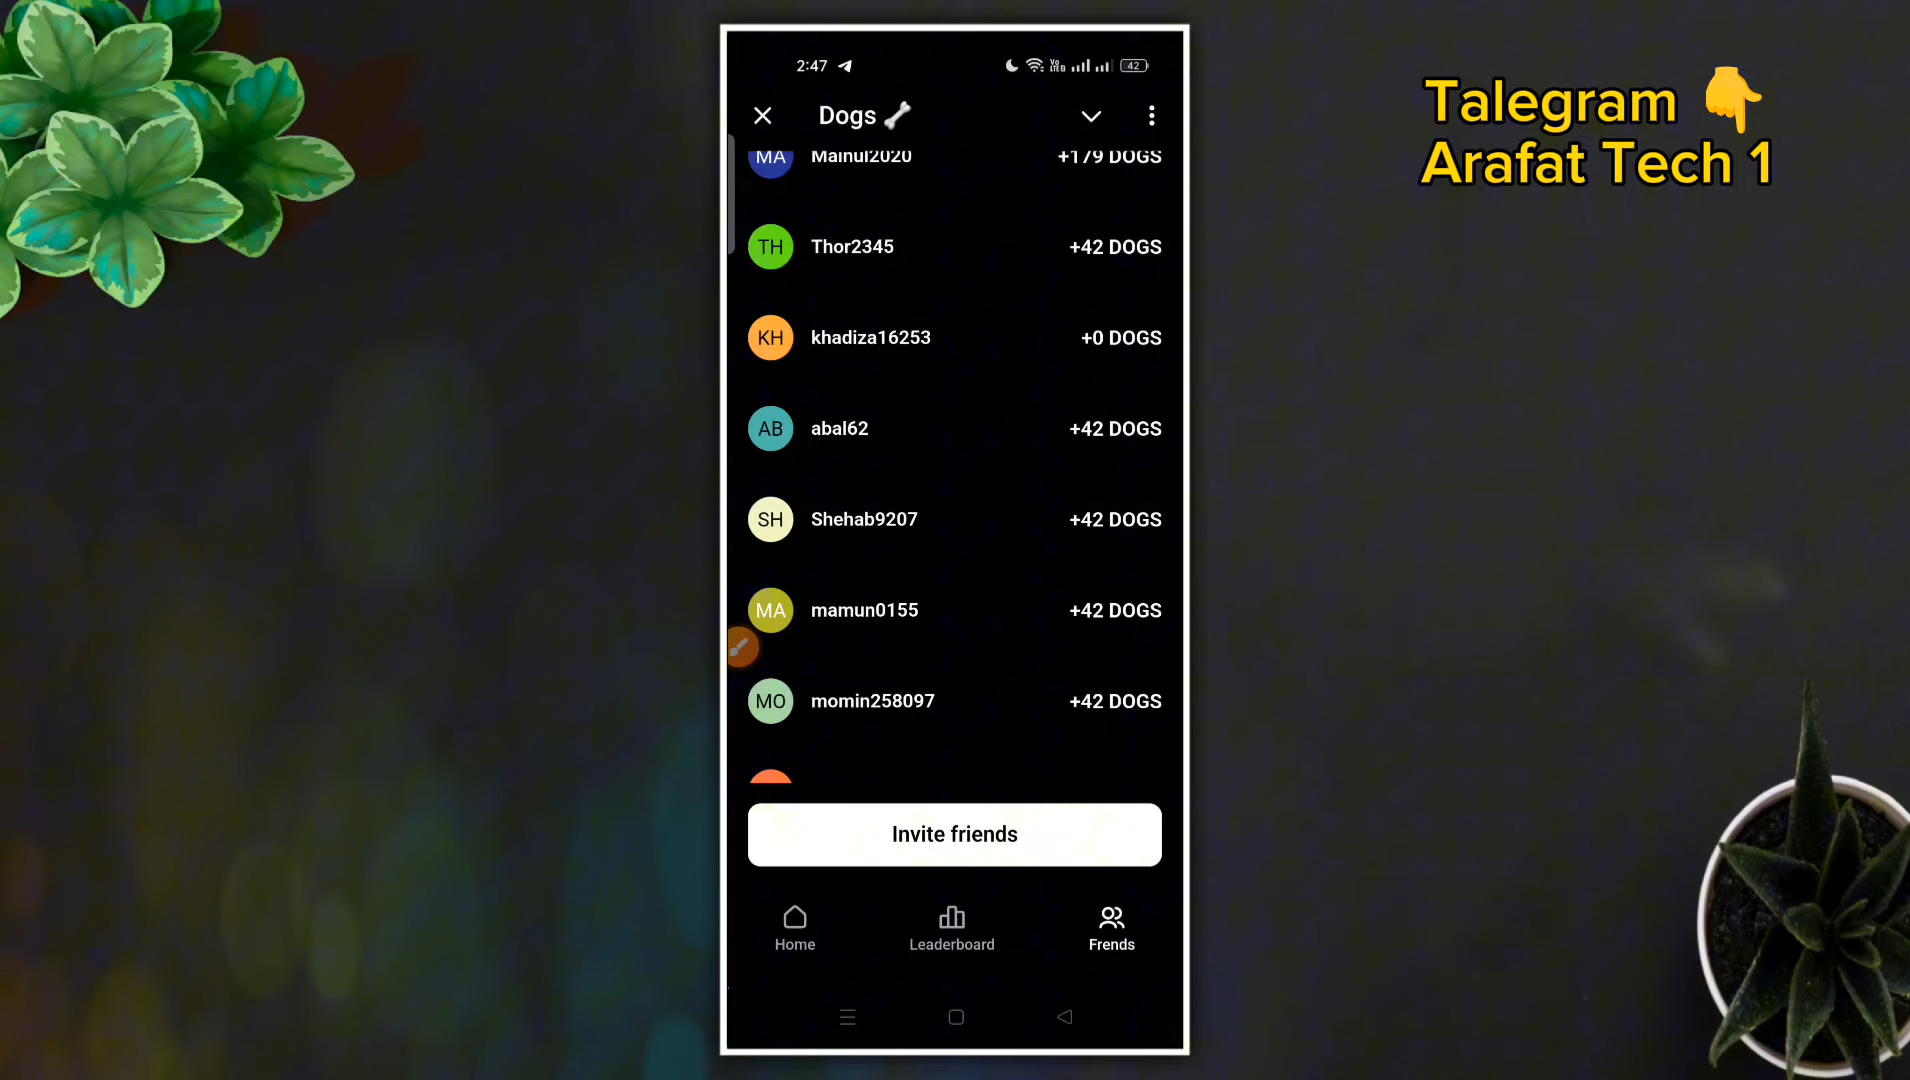 Talegram 👇
Arafat Tech 1
2:47
42
Dogs 🦴
MA Mainul2020 +179 DOGS
TH Thor2345 +42 DOGS
KH khadiza16253 +0 DOGS
AB abal62 +42 DOGS
SH Shehab9207 +42 DOGS
MA mamun0155 +42 DOGS
MO momin258097 +42 DOGS
Invite friends
Home Leaderboard Frends